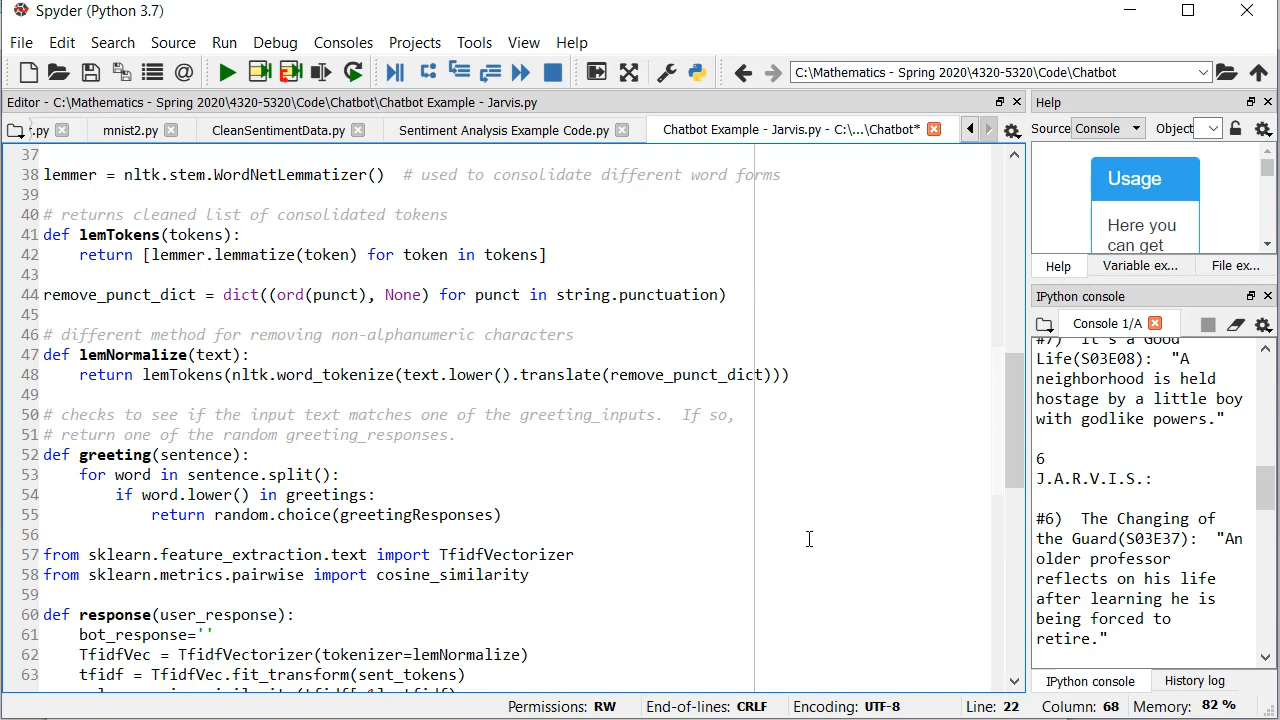 Spyder (Python 3.7)
File Edit Search Source Run Debug Consoles Projects Tools View Help
C:\Mathematics - Spring 2020\4320-5320\Code\Chatbot
Editor - C:\Mathematics - Spring 2020\4320-5320\Code\Chatbot\Chatbot Example - Jarvis.py
r.py mnist2.py CleanSentimentData.py Sentiment Analysis Example Code.py Chatbot Example - Jarvis.py - C:\...\Chatbot*
37
38 lemmer = nltk.stem.WordNetLemmatizer()  # used to consolidate different word forms
39
40 # returns cleaned list of consolidated tokens
41 def lemTokens(tokens):
42     return [lemmer.lemmatize(token) for token in tokens]
43
44 remove_punct_dict = dict((ord(punct), None) for punct in string.punctuation)
45
46 # different method for removing non-alphanumeric characters
47 def lemNormalize(text):
48     return lemTokens(nltk.word_tokenize(text.lower().translate(remove_punct_dict)))
49
50 # checks to see if the input text matches one of the greeting_inputs.  If so,
51 # return one of the random greeting_responses.
52 def greeting(sentence):
53     for word in sentence.split():
54         if word.lower() in greetings:
55             return random.choice(greetingResponses)
56
57 from sklearn.feature_extraction.text import TfidfVectorizer
58 from sklearn.metrics.pairwise import cosine_similarity
59
60 def response(user_response):
61     bot_response=''
62     TfidfVec = TfidfVectorizer(tokenizer=lemNormalize)
63     tfidf = TfidfVec.fit_transform(sent_tokens)
Help
Source Console Object
Usage
Here you
can get
Help Variable ex... File ex...
IPython console
Console 1/A
#7)  It's a Good
Life(S03E08):  "A
neighborhood is held
hostage by a little boy
with godlike powers."
6
J.A.R.V.I.S.:
#6)  The Changing of
the Guard(S03E37):  "An
older professor
reflects on his life
after learning he is
being forced to
retire."
IPython console History log
Permissions: RW End-of-lines: CRLF Encoding: UTF-8 Line: 22 Column: 68 Memory: 82 %